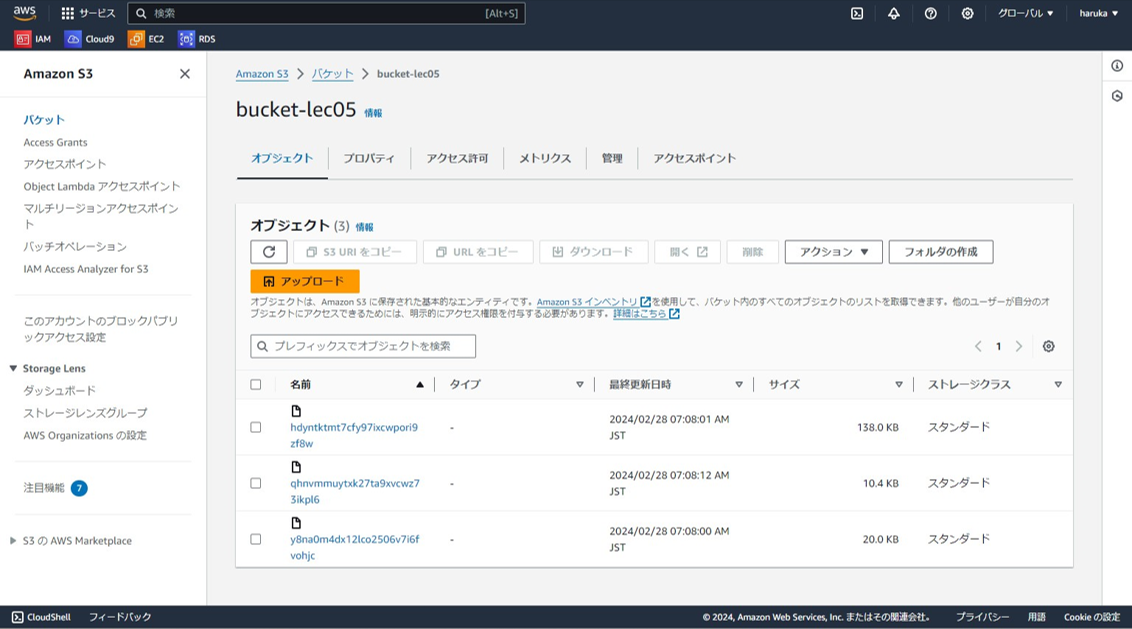 aws
サービス
検索
[Alt+S]
グローバル ▼
haruka ▼
IAM
Cloud9
EC2
RDS
Amazon S3
バケット
Access Grants
アクセスポイント
Object Lambda アクセスポイント
マルチリージョンアクセスポイン
ト
バッチオペレーション
IAM Access Analyzer for S3
このアカウントのブロックパブリ
ックアクセス設定
▼ Storage Lens
ダッシュボード
ストレージレンズグループ
AWS Organizations の設定
注目機能 7
▶ S3 の AWS Marketplace
Amazon S3 > バケット > bucket-lec05
bucket-lec05 情報
オブジェクト
プロパティ
アクセス許可
メトリクス
管理
アクセスポイント
オブジェクト (3) 情報
S3 URI をコピー
URL をコピー
ダウンロード
開く
削除
アクション ▼
フォルダの作成
アップロード
オブジェクトは、Amazon S3 に保存された基本的なエンティティです。Amazon S3 インベントリ を使用して、バケット内のすべてのオブジェクトのリストを取得できます。他のユーザーが自分のオ
ブジェクトにアクセスできるためには、明示的にアクセス権限を付与する必要があります。詳細はこちら
プレフィックスでオブジェクトを検索
1
名前 ▲ タイプ ▽ 最終更新日時 ▽ サイズ ▽ ストレージクラス ▽
hdyntktmt7cfy97ixcwpori9
zf8w
-
2024/02/28 07:08:01 AM
JST
138.0 KB
スタンダード
qhnvmmuytxk27ta9xvcwz7
3ikpl6
-
2024/02/28 07:08:12 AM
JST
10.4 KB
スタンダード
y8na0m4dx12lco2506v7i6f
vohjc
-
2024/02/28 07:08:00 AM
JST
20.0 KB
スタンダード
CloudShell
フィードバック
© 2024, Amazon Web Services, Inc. またはその関連会社。
プライバシー
用語
Cookie の設定